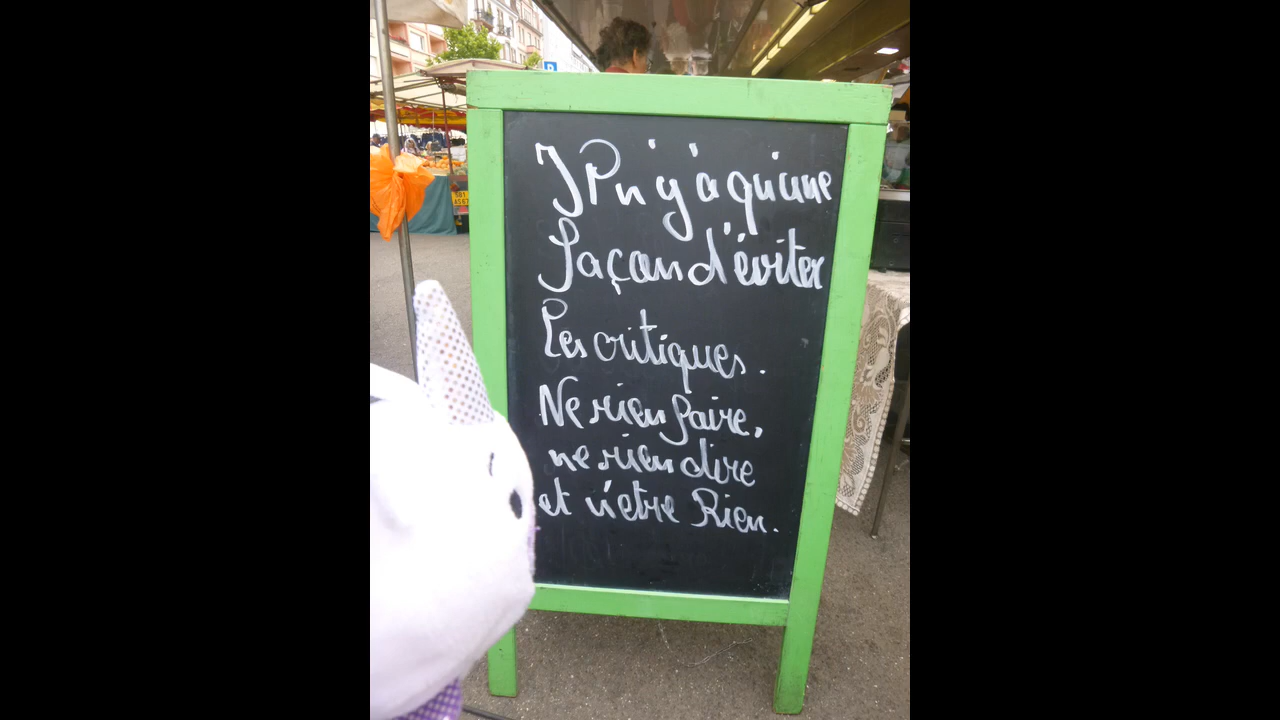 Il n'y a qu'une
façon d'éviter
les critiques.
Ne rien faire,
ne rien dire
et n'être Rien.